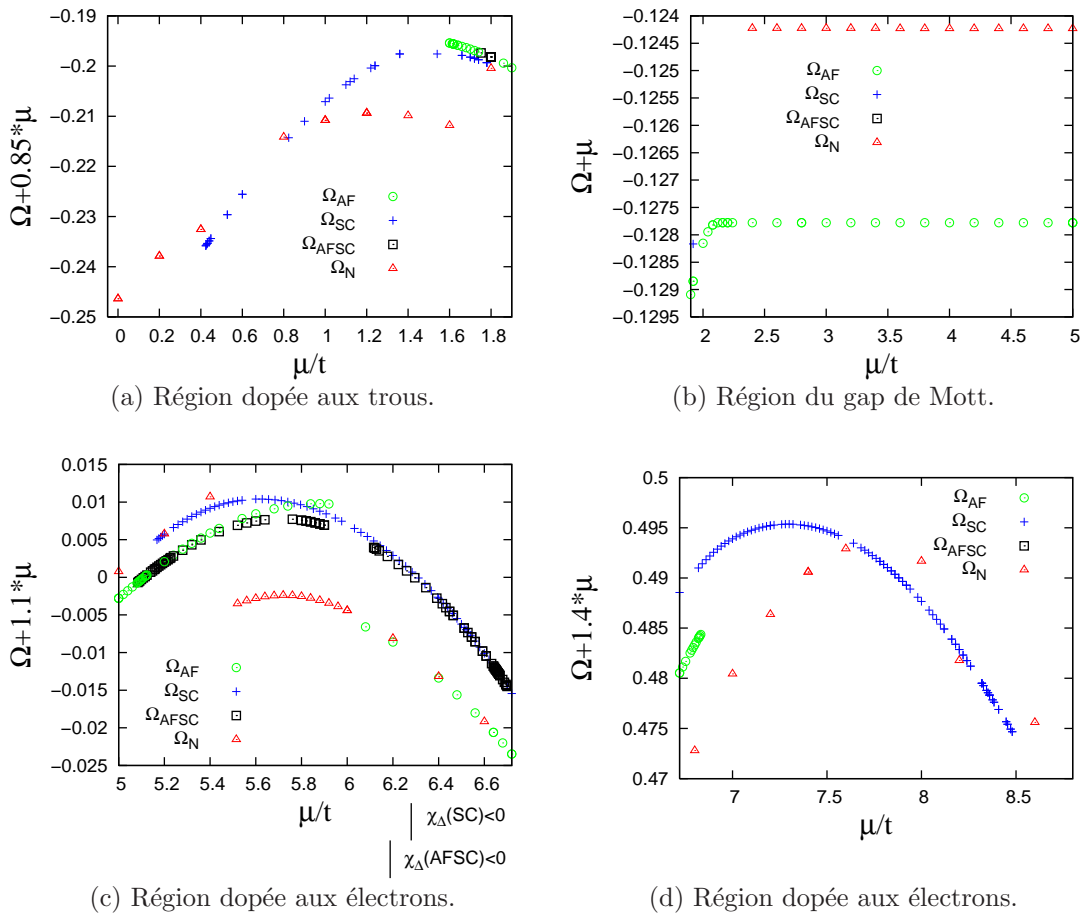 −0.19
−0.2
−0.21
−0.22
−0.23
−0.24
−0.25
0 0.2 0.4 0.6 0.8 1 1.2 1.4 1.6 1.8
Ω+0.85*μ
μ/t
Ω_AF
Ω_SC
Ω_AFSC
Ω_N
(a) Région dopée aux trous.
−0.124
−0.1245
−0.125
−0.1255
−0.126
−0.1265
−0.127
−0.1275
−0.128
−0.1285
−0.129
−0.1295
2 2.5 3 3.5 4 4.5 5
Ω+μ
μ/t
Ω_AF
Ω_SC
Ω_AFSC
Ω_N
(b) Région du gap de Mott.
0.015
0.01
0.005
0
−0.005
−0.01
−0.015
−0.02
−0.025
5 5.2 5.4 5.6 5.8 6 6.2 6.4 6.6
Ω+1.1*μ
μ/t
Ω_AF
Ω_SC
Ω_AFSC
Ω_N
χ_Δ(SC)<0
χ_Δ(AFSC)<0
(c) Région dopée aux électrons.
0.5
0.495
0.49
0.485
0.48
0.475
0.47
7 7.5 8 8.5
Ω+1.4*μ
μ/t
Ω_AF
Ω_SC
Ω_AFSC
Ω_N
(d) Région dopée aux électrons.